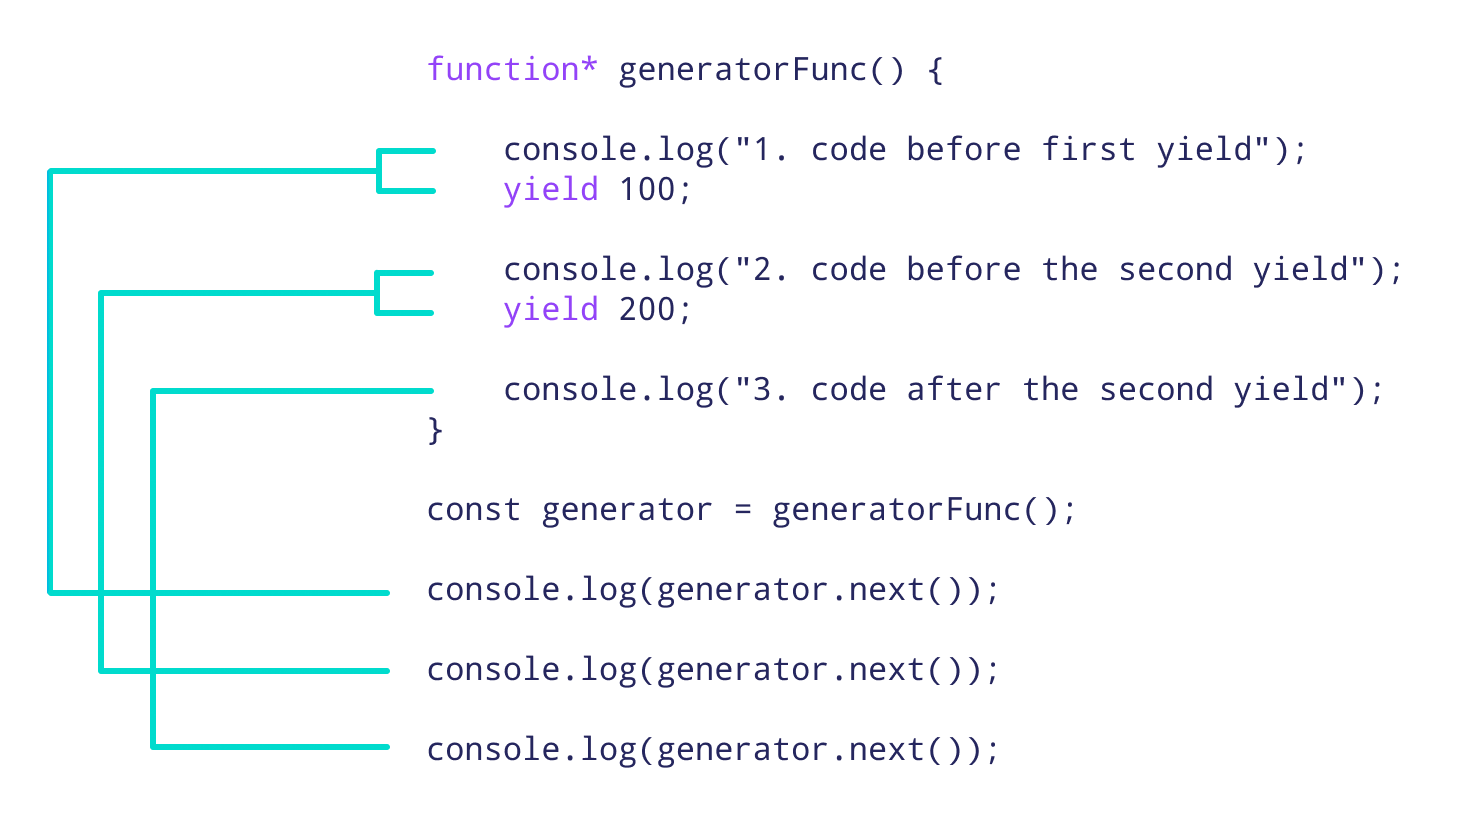 function* generatorFunc() {
console.log("1. code before first yield");
yield 100;
console.log("2. code before the second yield");
yield 200;
console.log("3. code after the second yield");
}
const generator = generatorFunc();
console.log(generator.next());
console.log(generator.next());
console.log(generator.next());